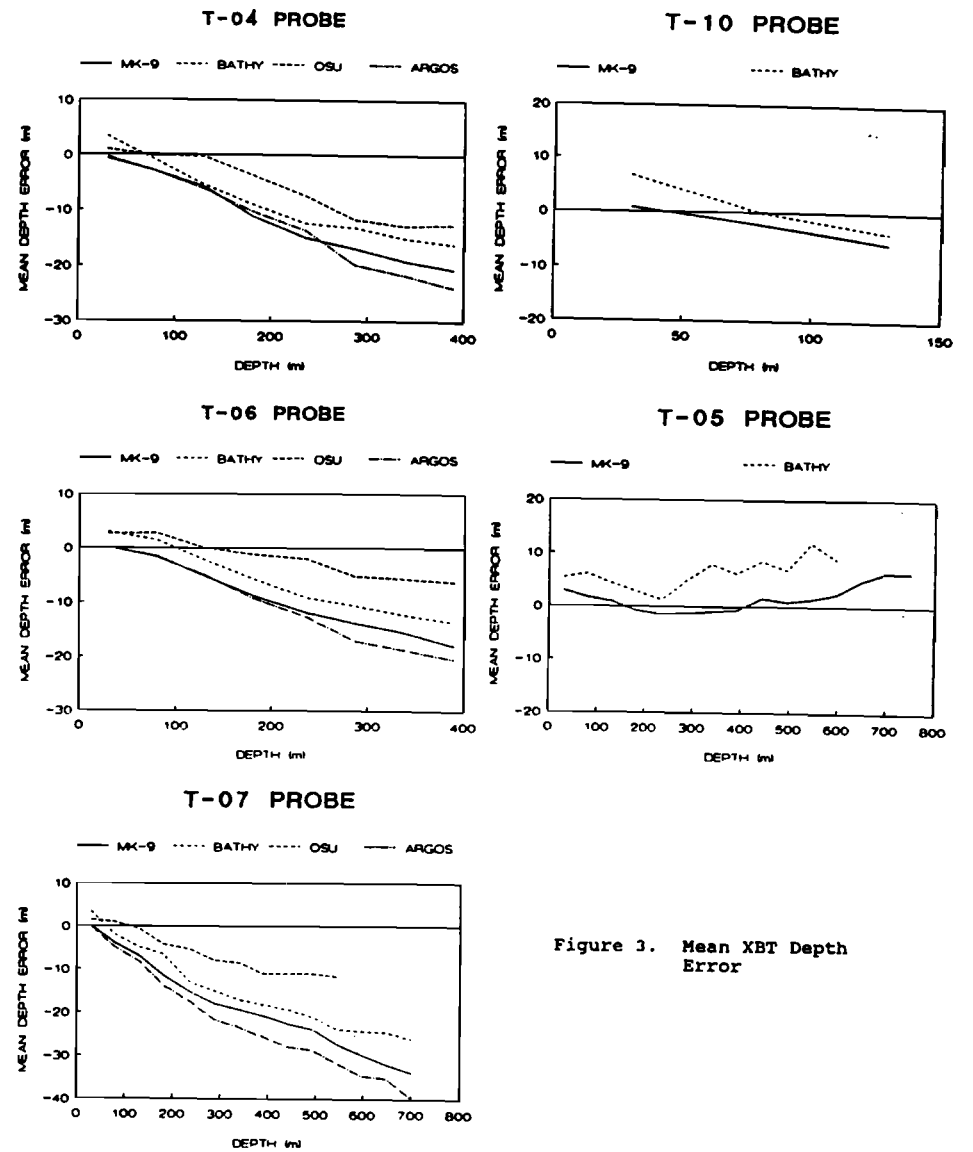 T-04 PROBE
MK-9 BATHY OSU ARGOS
10
0
-10
-20
-30
MEAN DEPTH ERROR (m)
0 100 200 300 400
DEPTH (m)
T-10 PROBE
MK-9 BATHY
20
10
0
-10
-20
MEAN DEPTH ERROR (m)
0 50 100 150
DEPTH (m)
T-06 PROBE
MK-9 BATHY OSU ARGOS
10
0
-10
-20
-30
MEAN DEPTH ERROR (m)
0 100 200 300 400
DEPTH (m)
T-05 PROBE
MK-9 BATHY
20
10
0
-10
-20
MEAN DEPTH ERROR (m)
0 100 200 300 400 500 600 700 800
DEPTH (m)
T-07 PROBE
MK-9 BATHY OSU ARGOS
10
0
-10
-20
-30
-40
MEAN DEPTH ERROR (m)
0 100 200 300 400 500 600 700 800
DEPTH (m)
Figure 3. Mean XBT Depth
Error